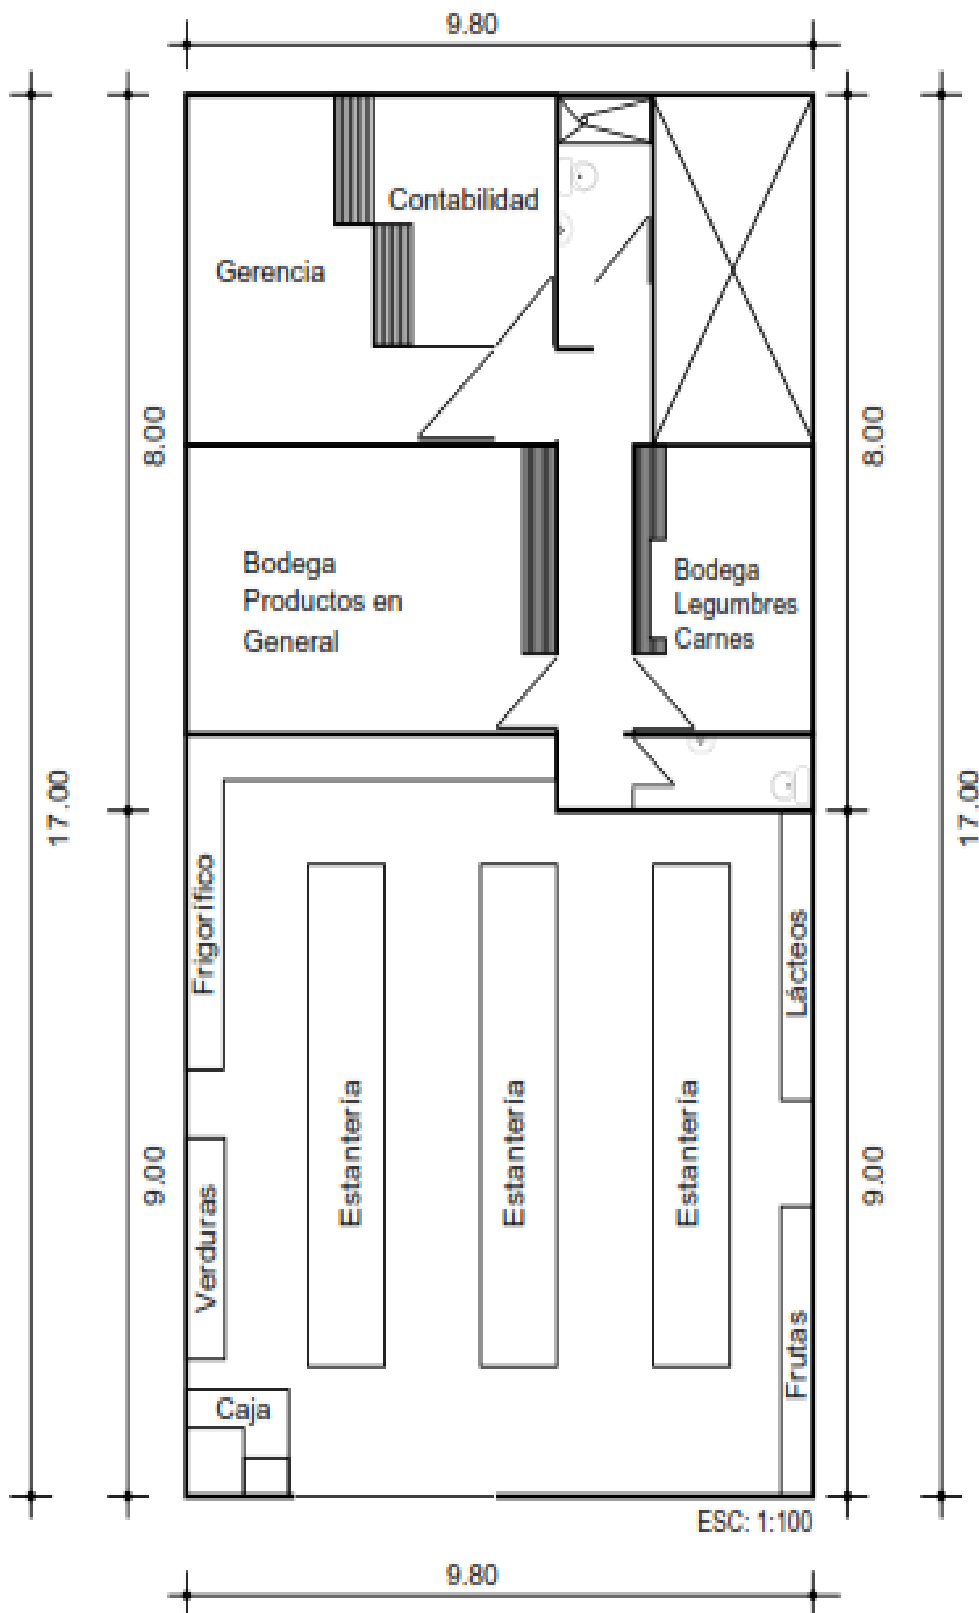 9.80
Contabilidad
Gerencia
8.00
8.00
Bodega
Productos en
General
Bodega
Legumbres
Carnes
17.00
17.00
Frigorífico
Lácteos
Estantería
Estantería
Estantería
9.00
9.00
Verduras
Frutas
Caja
ESC: 1:100
9.80